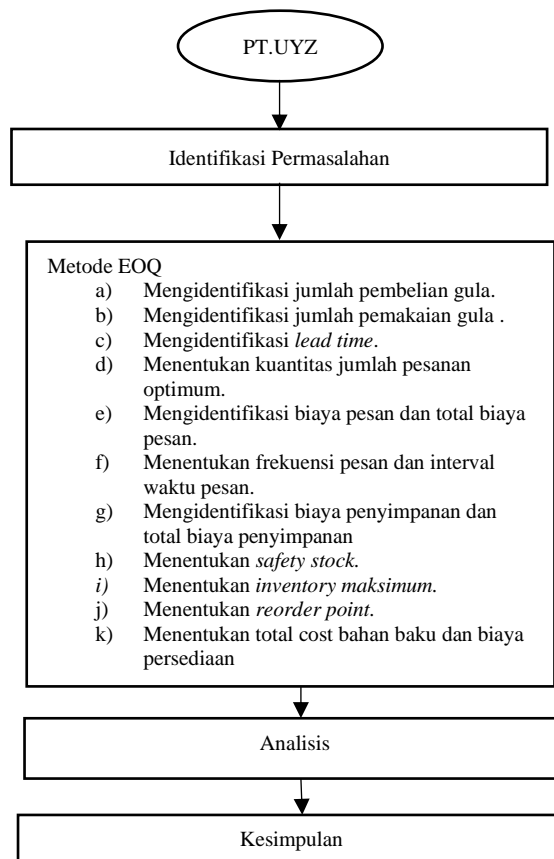 PT.UYZ
Identifikasi Permasalahan
Metode EOQ
a) Mengidentifikasi jumlah pembelian gula.
b) Mengidentifikasi jumlah pemakaian gula .
c) Mengidentifikasi lead time.
d) Menentukan kuantitas jumlah pesanan
optimum.
e) Mengidentifikasi biaya pesan dan total biaya
pesan.
f) Menentukan frekuensi pesan dan interval
waktu pesan.
g) Mengidentifikasi biaya penyimpanan dan
total biaya penyimpanan
h) Menentukan safety stock.
i) Menentukan inventory maksimum.
j) Menentukan reorder point.
k) Menentukan total cost bahan baku dan biaya
persediaan
Analisis
Kesimpulan